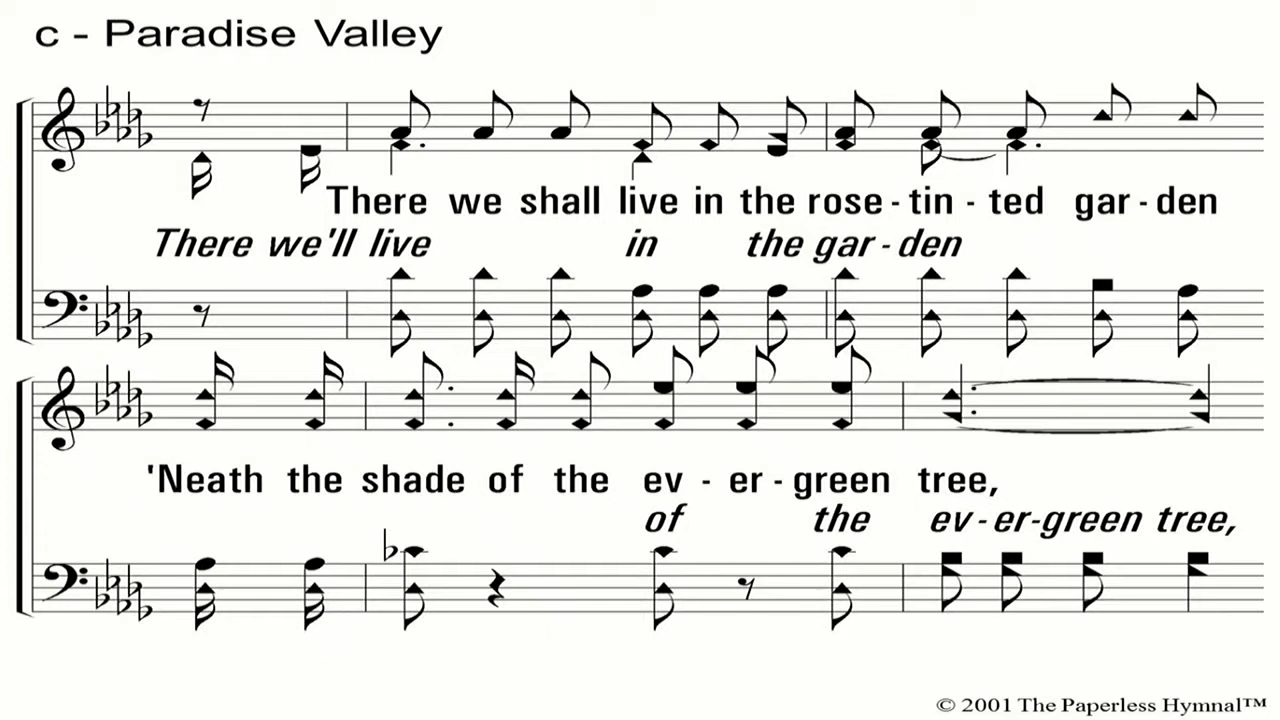 c - Paradise Valley
There we shall live in the rose - tin - ted gar - den
There we'll live in the gar - den
'Neath the shade of the ev - er - green tree,
of the ev - er - green tree,
© 2001 The Paperless Hymnal™